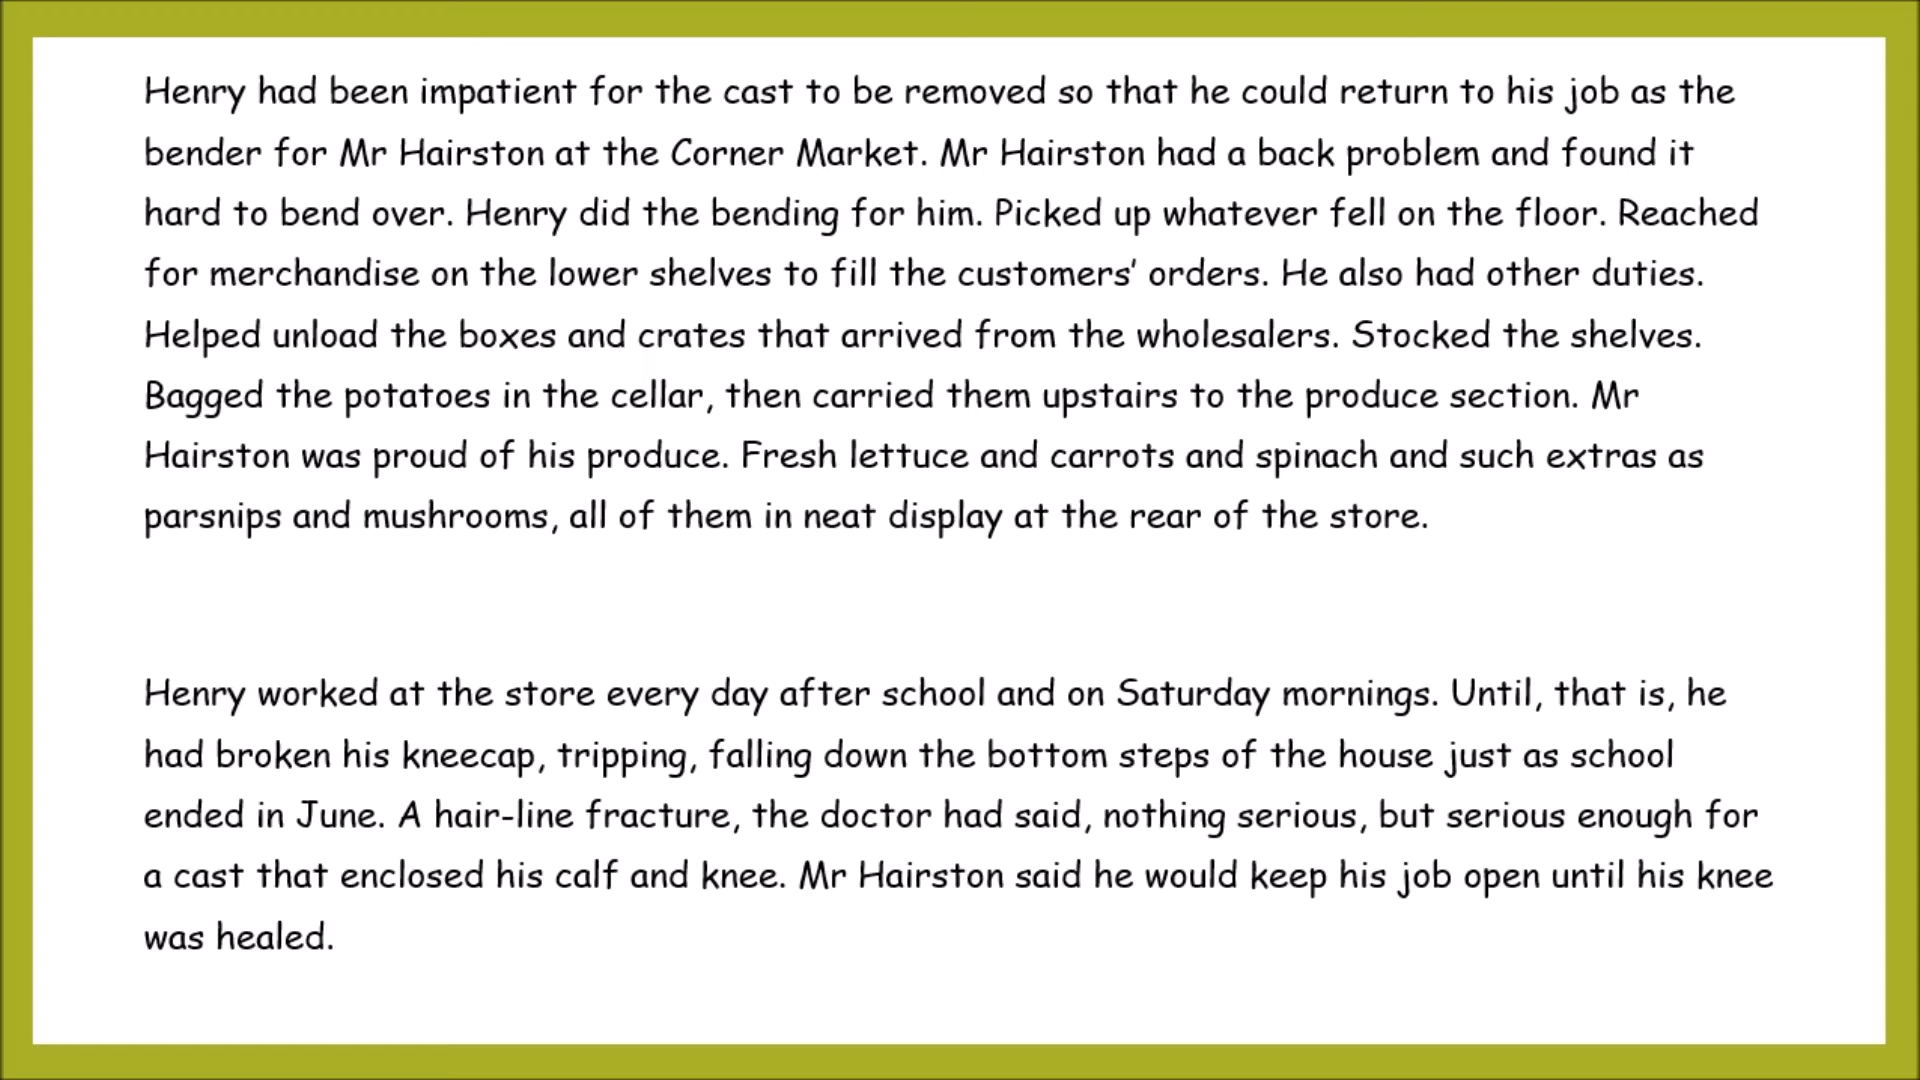 Henry had been impatient for the cast to be removed so that he could return to his job as the
bender for Mr Hairston at the Corner Market. Mr Hairston had a back problem and found it
hard to bend over. Henry did the bending for him. Picked up whatever fell on the floor. Reached
for merchandise on the lower shelves to fill the customers’ orders. He also had other duties.
Helped unload the boxes and crates that arrived from the wholesalers. Stocked the shelves.
Bagged the potatoes in the cellar, then carried them upstairs to the produce section. Mr
Hairston was proud of his produce. Fresh lettuce and carrots and spinach and such extras as
parsnips and mushrooms, all of them in neat display at the rear of the store.
Henry worked at the store every day after school and on Saturday mornings. Until, that is, he
had broken his kneecap, tripping, falling down the bottom steps of the house just as school
ended in June. A hair-line fracture, the doctor had said, nothing serious, but serious enough for
a cast that enclosed his calf and knee. Mr Hairston said he would keep his job open until his knee
was healed.